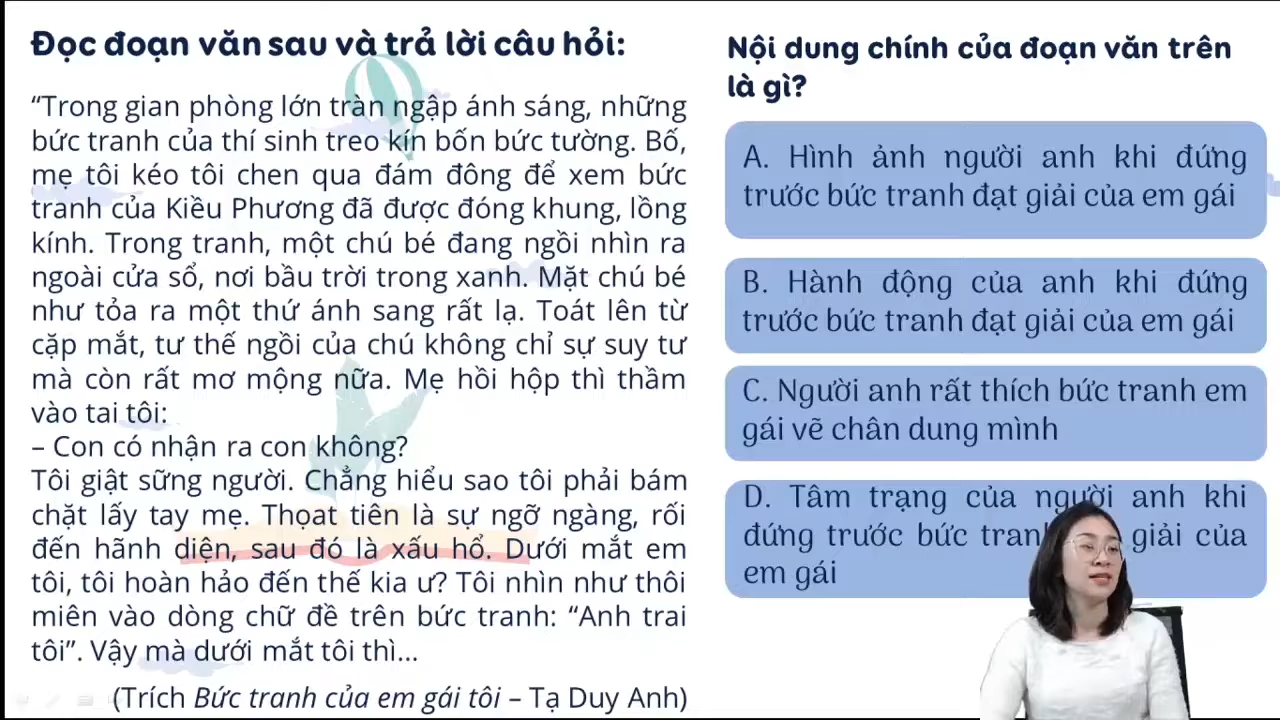 Đọc đoạn văn sau và trả lời câu hỏi:
“Trong gian phòng lớn tràn ngập ánh sáng, những
bức tranh của thí sinh treo kín bốn bức tường. Bố,
mẹ tôi kéo tôi chen qua đám đông để xem bức
tranh của Kiều Phương đã được đóng khung, lồng
kính. Trong tranh, một chú bé đang ngồi nhìn ra
ngoài cửa sổ, nơi bầu trời trong xanh. Mặt chú bé
như tỏa ra một thứ ánh sang rất lạ. Toát lên từ
cặp mắt, tư thế ngồi của chú không chỉ sự suy tư
mà còn rất mơ mộng nữa. Mẹ hồi hộp thì thầm
vào tai tôi:
– Con có nhận ra con không?
Tôi giật sững người. Chẳng hiểu sao tôi phải bám
chặt lấy tay mẹ. Thọat tiên là sự ngỡ ngàng, rối
đến hãnh diện, sau đó là xấu hổ. Dưới mắt em
tôi, tôi hoàn hảo đến thế kia ư? Tôi nhìn như thôi
miên vào dòng chữ đề trên bức tranh: “Anh trai
tôi”. Vậy mà dưới mắt tôi thì...
(Trích Bức tranh của em gái tôi – Tạ Duy Anh)
Nội dung chính của đoạn văn trên
là gì?
A. Hình ảnh người anh khi đứng
trước bức tranh đạt giải của em gái
B. Hành động của anh khi đứng
trước bức tranh đạt giải của em gái
C. Người anh rất thích bức tranh em
gái vẽ chân dung mình
D. Tâm trạng của người anh khi
đứng trước bức tran giải của
em gái